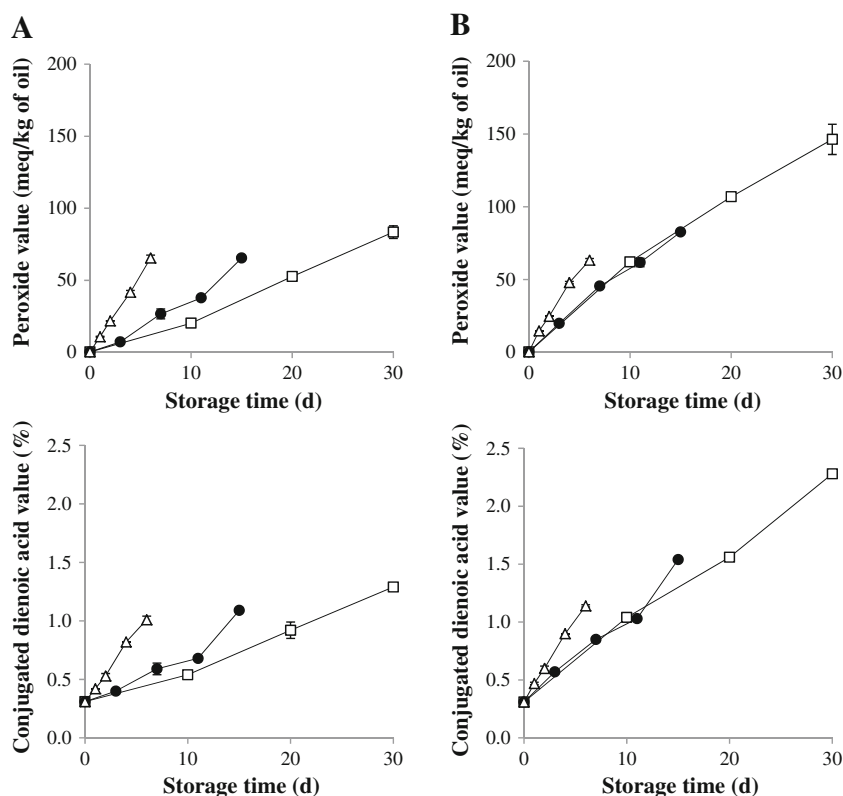 A
Peroxide value (meq/kg of oil)
200
150
100
50
0
0 10 20 30
Storage time (d)
B
Peroxide value (meq/kg of oil)
200
150
100
50
0
0 10 20 30
Storage time (d)
Conjugated dienoic acid value (%)
2.5
2.0
1.5
1.0
0.5
0.0
0 10 20 30
Storage time (d)
Conjugated dienoic acid value (%)
2.5
2.0
1.5
1.0
0.5
0.0
0 10 20 30
Storage time (d)